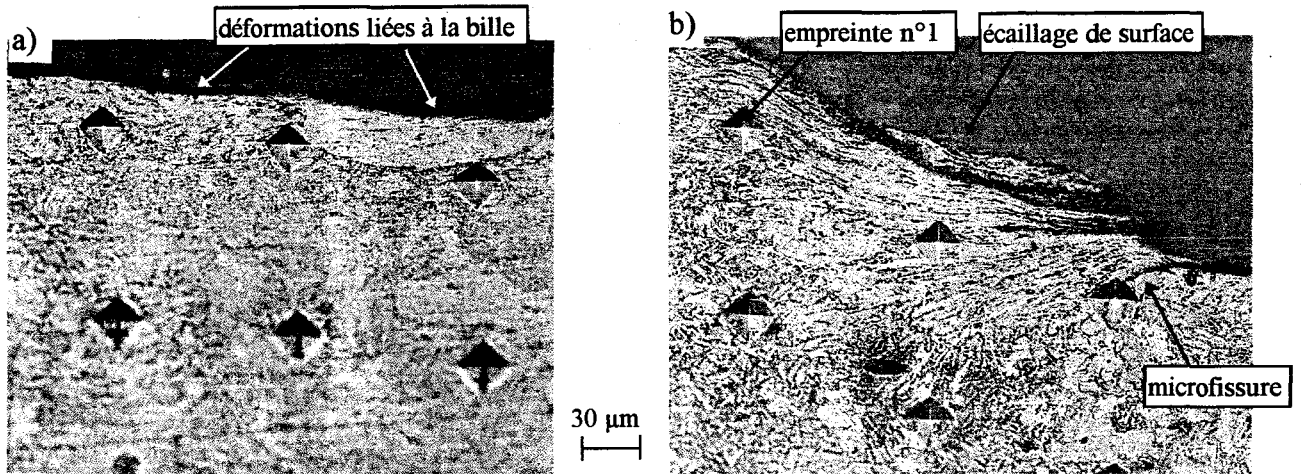 a)
déformations liées à la bille
b)
empreinte n°1
écaillage de surface
microfissure
30 µm